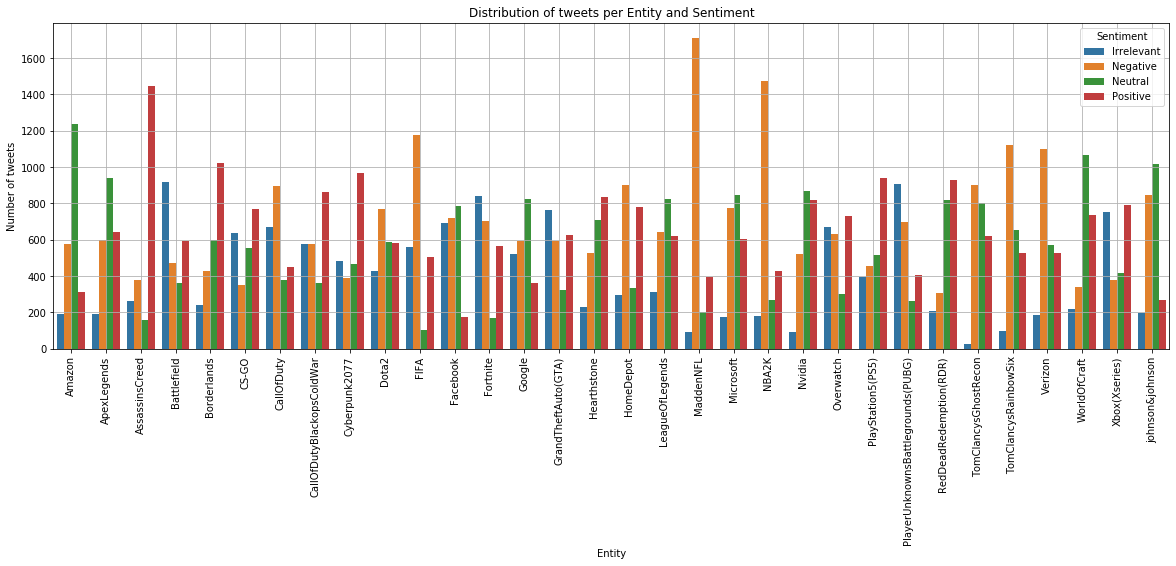 Distribution of tweets per Entity and Sentiment
Sentiment
Irrelevant
Negative
Neutral
Positive
Number of tweets
1600
1400
1200
1000
800
600
400
200
0
Amazon
ApexLegends
AssassinsCreed
Battlefield
Borderlands
CS-GO
CallOfDuty
CallOfDutyBlackopsColdWar
Cyberpunk2077
Dota2
FIFA
Facebook
Fortnite
Google
GrandTheftAuto(GTA)
Hearthstone
HomeDepot
LeagueOfLegends
MaddenNFL
Microsoft
NBA2K
Nvidia
Overwatch
PlayStation5(PS5)
PlayerUnknownsBattlegrounds(PUBG)
RedDeadRedemption(RDR)
TomClancysGhostRecon
TomClancysRainbowSix
Verizon
WorldOfCraft
Xbox(Xseries)
johnson&johnson
Entity